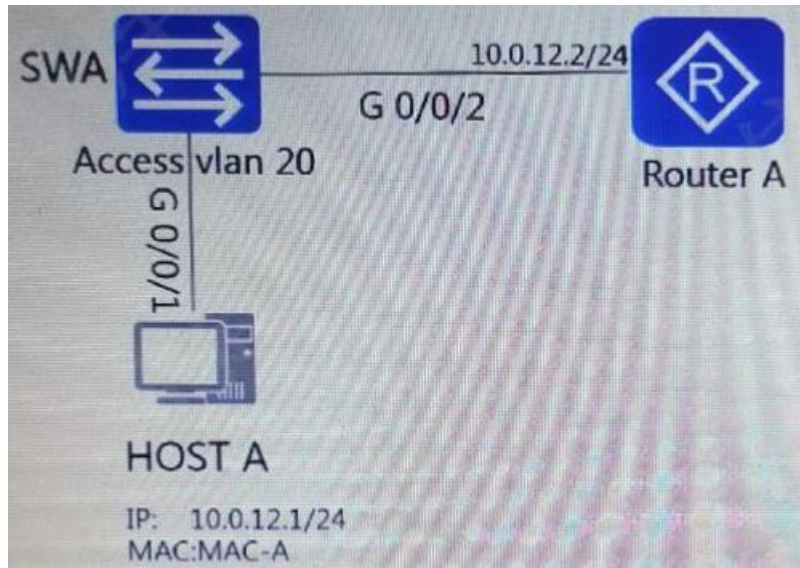 SWA
10.0.12.2/24
G 0/0/2
R
Access vlan 20
Router A
G 0/0/1
HOST A
IP: 10.0.12.1/24
MAC:MAC-A